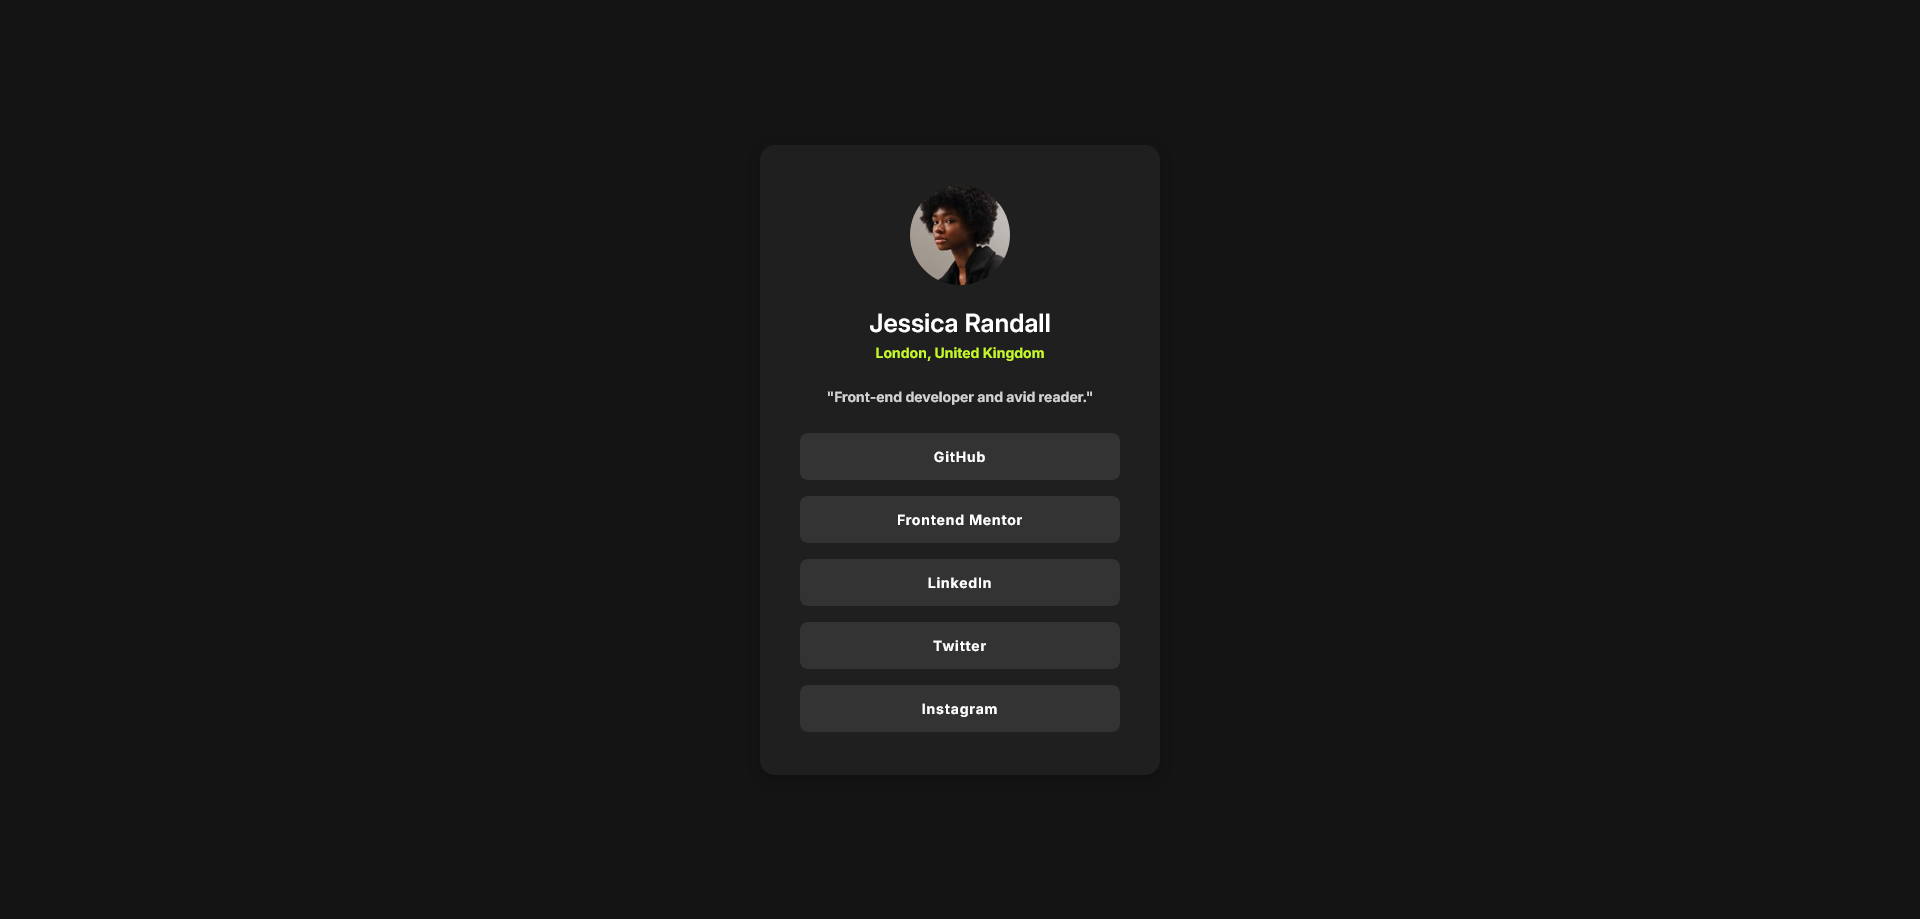 Jessica Randall
London, United Kingdom
"Front-end developer and avid reader."
GitHub
Frontend Mentor
LinkedIn
Twitter
Instagram